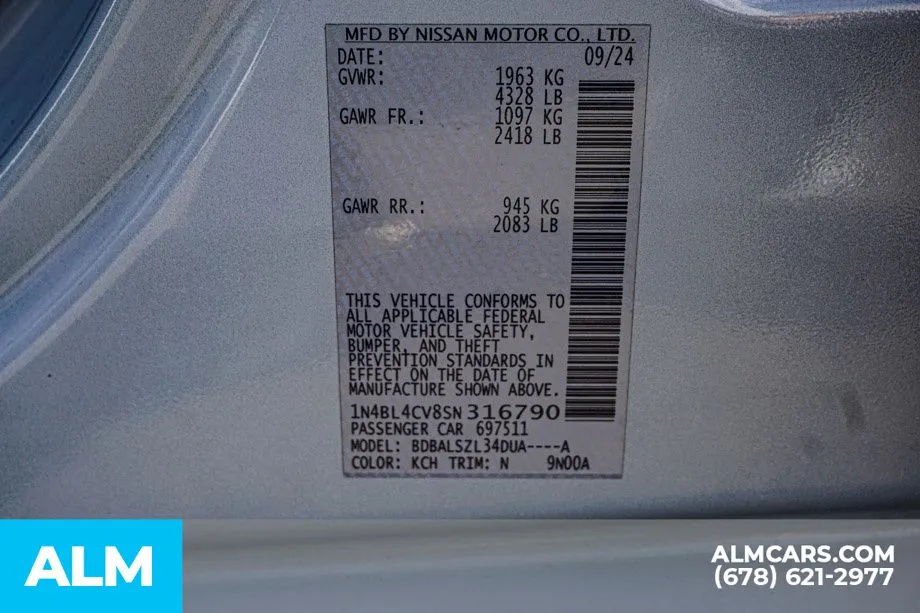 MFD BY NISSAN MOTOR CO., LTD.
DATE: 09/24
GVWR: 1963 KG
4328 LB
GAWR FR.: 1097 KG
2418 LB
GAWR RR.: 945 KG
2083 LB
THIS VEHICLE CONFORMS TO
ALL APPLICABLE FEDERAL
MOTOR VEHICLE SAFETY,
BUMPER, AND THEFT
PREVENTION STANDARDS IN
EFFECT ON THE DATE OF
MANUFACTURE SHOWN ABOVE.
1N4BL4CV8SN316790
PASSENGER CAR 697511
MODEL: BDBALSZL34DUA----A
COLOR: KCH TRIM: N 9N00A
ALM
ALMCARS.COM
(678) 621-2977